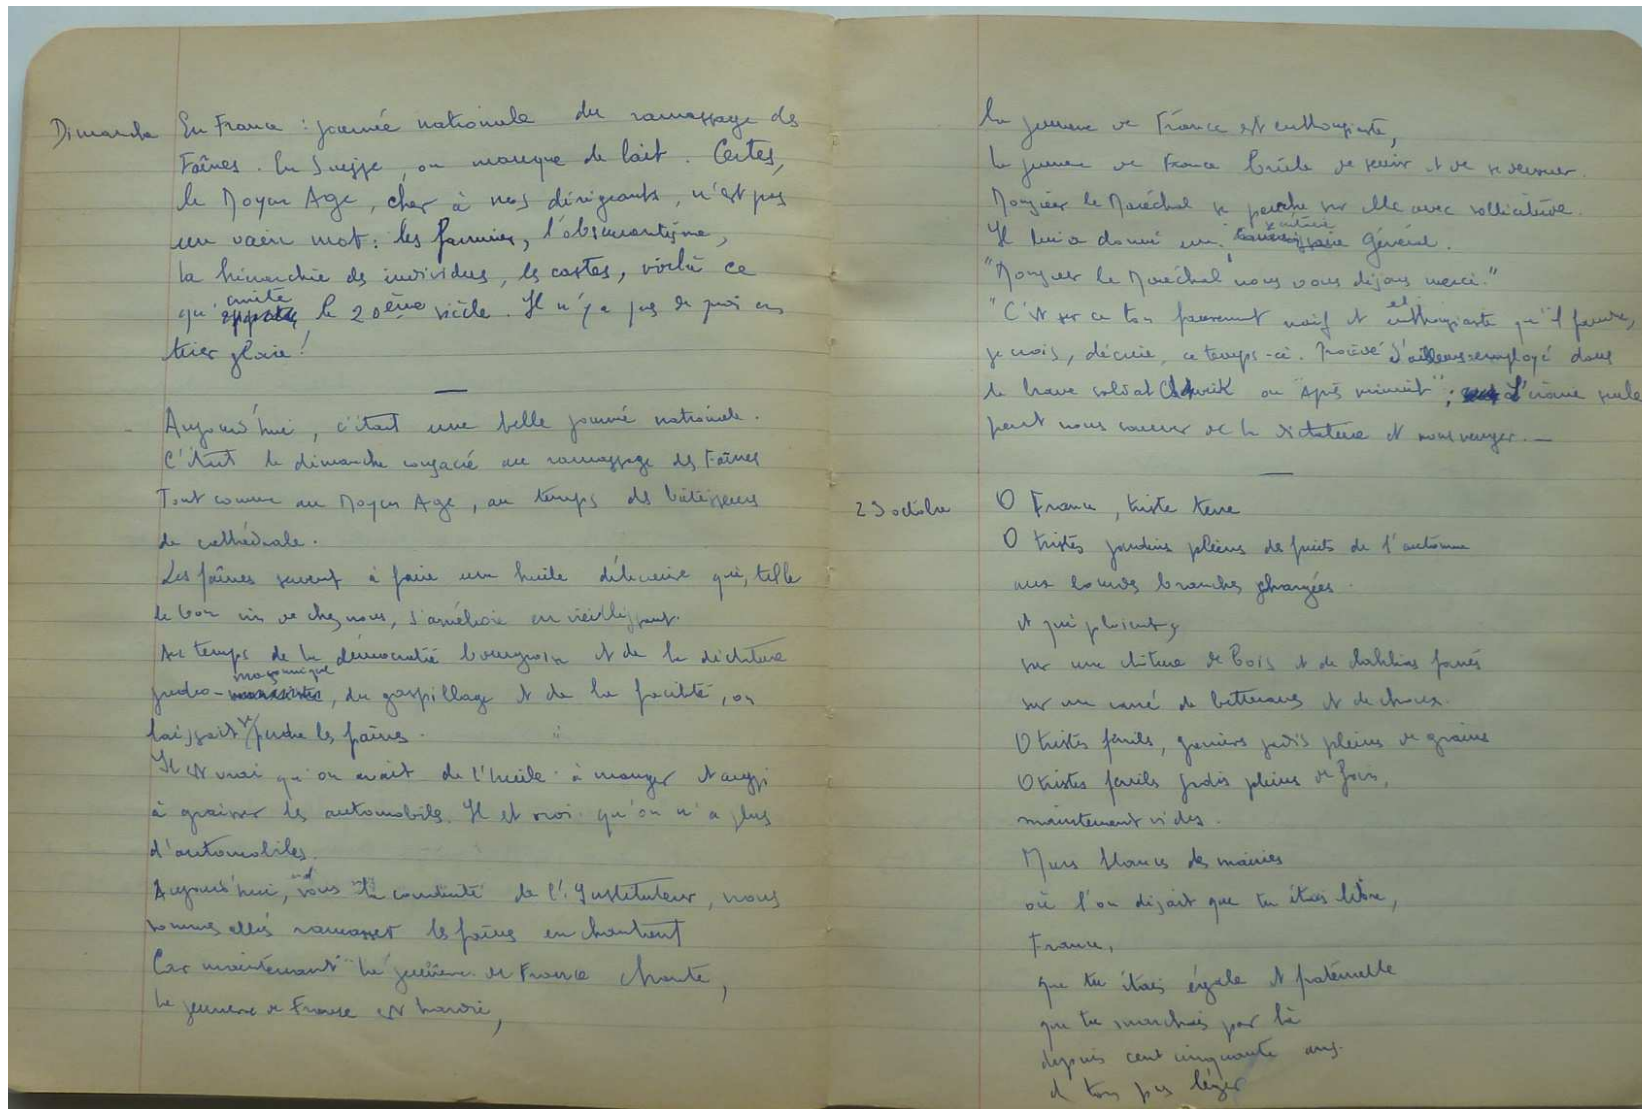 Dimanche En France : journée nationale du ramassage des
Faînes. En Suisse, on manque de lait. Certes,
le Moyen Age, cher à nos dirigeants, n'est pas
un vain mot : les famines, l'obscurantisme,
la hiérarchie des individus, les castes, voilà ce
qu'imite le 20ème siècle. Il n'y a pas de quoi en
tirer gloire !
Aujourd'hui, c'était une belle journée nationale.
C'était le dimanche consacré au ramassage des Faînes
Tout comme au Moyen Age, au temps des bâtisseurs
de cathédrale.
Les faînes servent à faire une huile délicieuse qui, telle
le bon vin de chez nous, s'améliore en vieillissant.
Au temps de la démocratie bourgeoise et de la dictature
judéo-maçonnique, du gaspillage et de la facilité, on
laissait se perdre les faînes.
Il est vrai qu'on avait de l'huile à manger et aussi
à graisser les automobiles. Il est vrai qu'on n'a plus
d'automobiles.
Aujourd'hui, sous la conduite de l'Instituteur, nous
sommes allés ramasser les faînes en chantant
Car maintenant la jeunesse de France chante,
la jeunesse de France est hardie,
la jeunesse de France est enthousiaste,
la jeunesse de France brûle de servir et de se dévouer.
Monsieur le Maréchal se penche sur elle avec sollicitude.
Il lui a donné un général.
"Monsieur le Maréchal nous vous disons merci."
"C'est sur ce ton faussement naïf et enthousiaste qu'il faudra,
je crois, décrire ce temps-ci. Procédé d'ailleurs employé dans
le brave soldat Chweik ou "Après minuit" ; L'ironie seule
peut nous sauver de la dictature et nous venger.—
23 octobre O France, triste terre
O tristes jardins pleins des fruits de l'automne
aux lourdes branches chargées
et qui ploient,
sur une clôture de bois et de dahlias fanés
sur un carré de betteraves et de choux.
O tristes fenils, greniers jadis pleins de grains
O tristes fenils jadis pleins de foin,
maintenant vides.
Murs blancs des mairies
où l'on disait que tu étais libre,
France,
que tu étais égale et fraternelle
que tu marchais par là
depuis cent cinquante ans.
d'ton pas léger